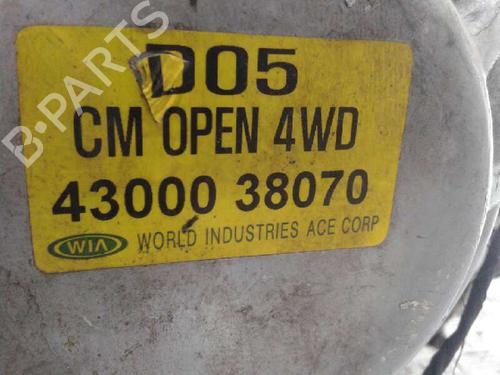 D05
CM OPEN 4WD
43000 38070
WIA WORLD INDUSTRIES ACE CORP
B-PARTS